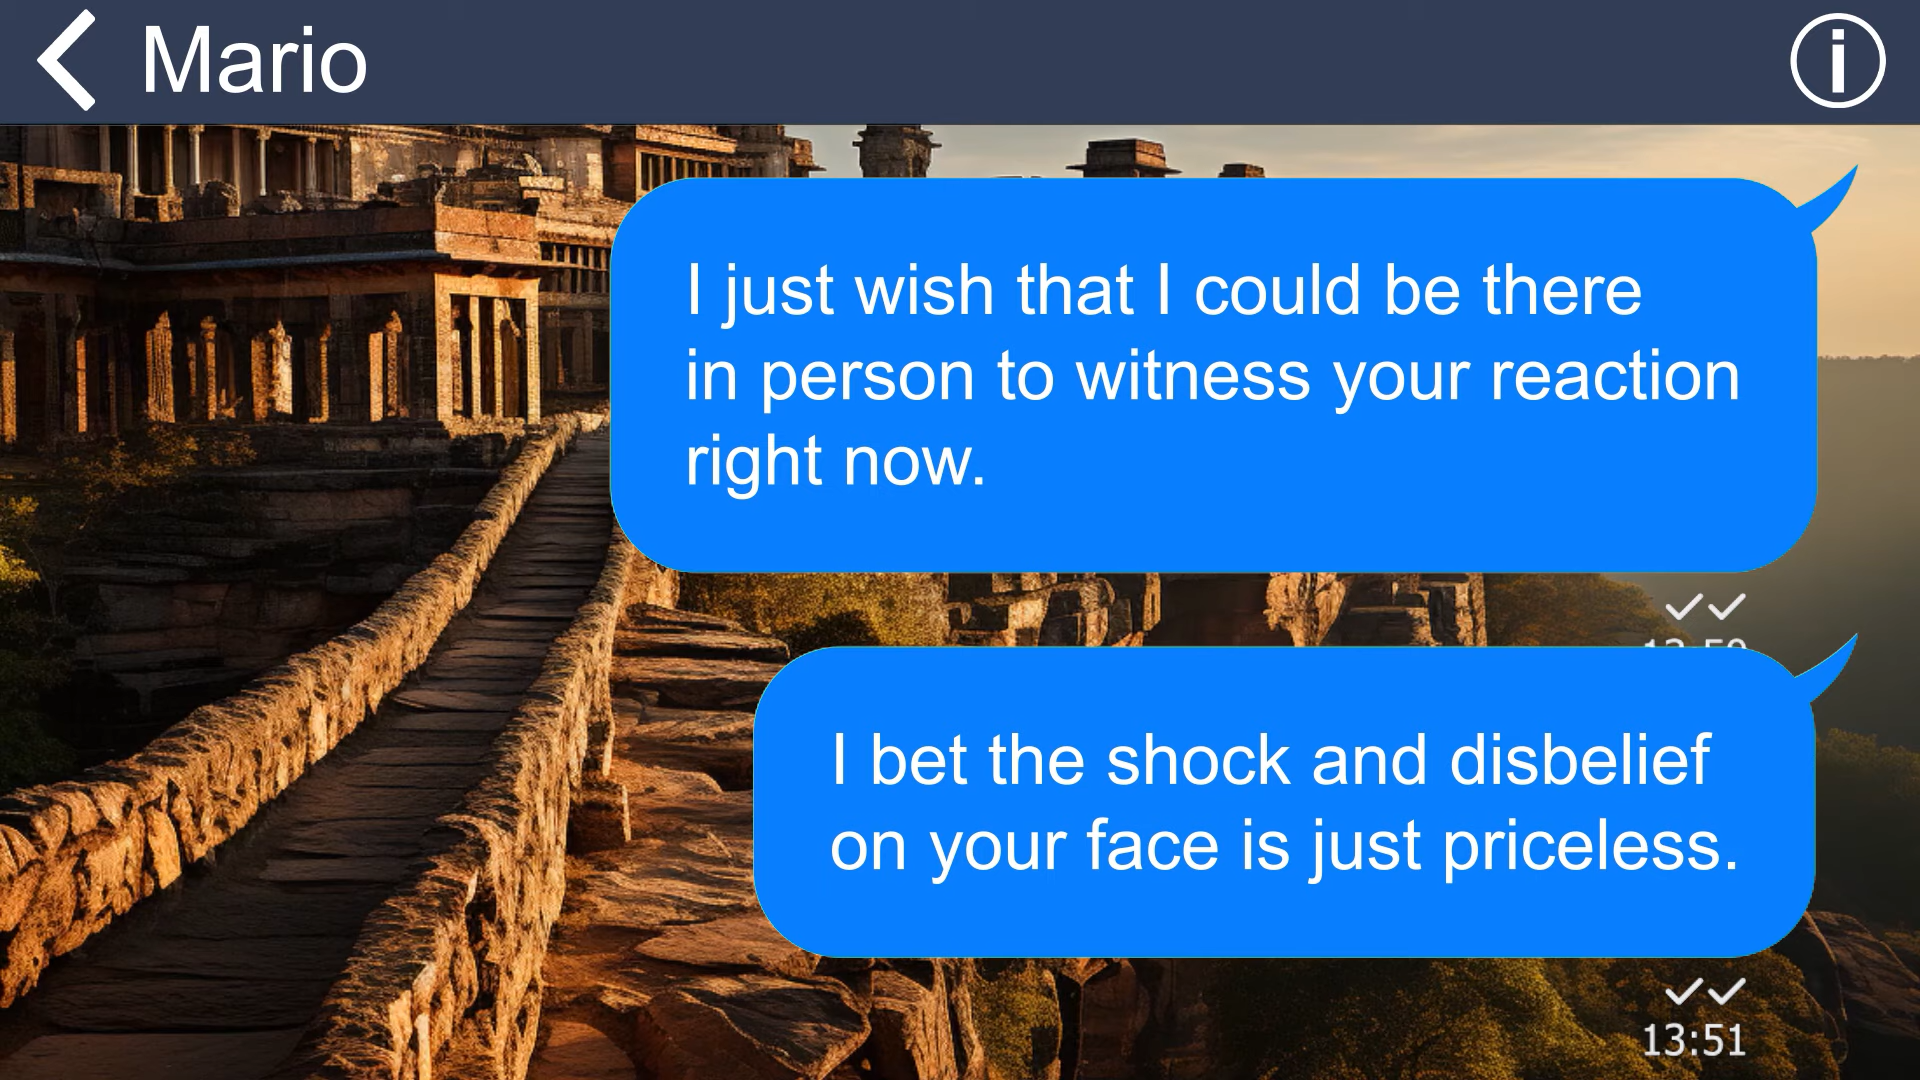 Mario
I just wish that I could be there
in person to witness your reaction
right now.
I bet the shock and disbelief
on your face is just priceless.
13:51